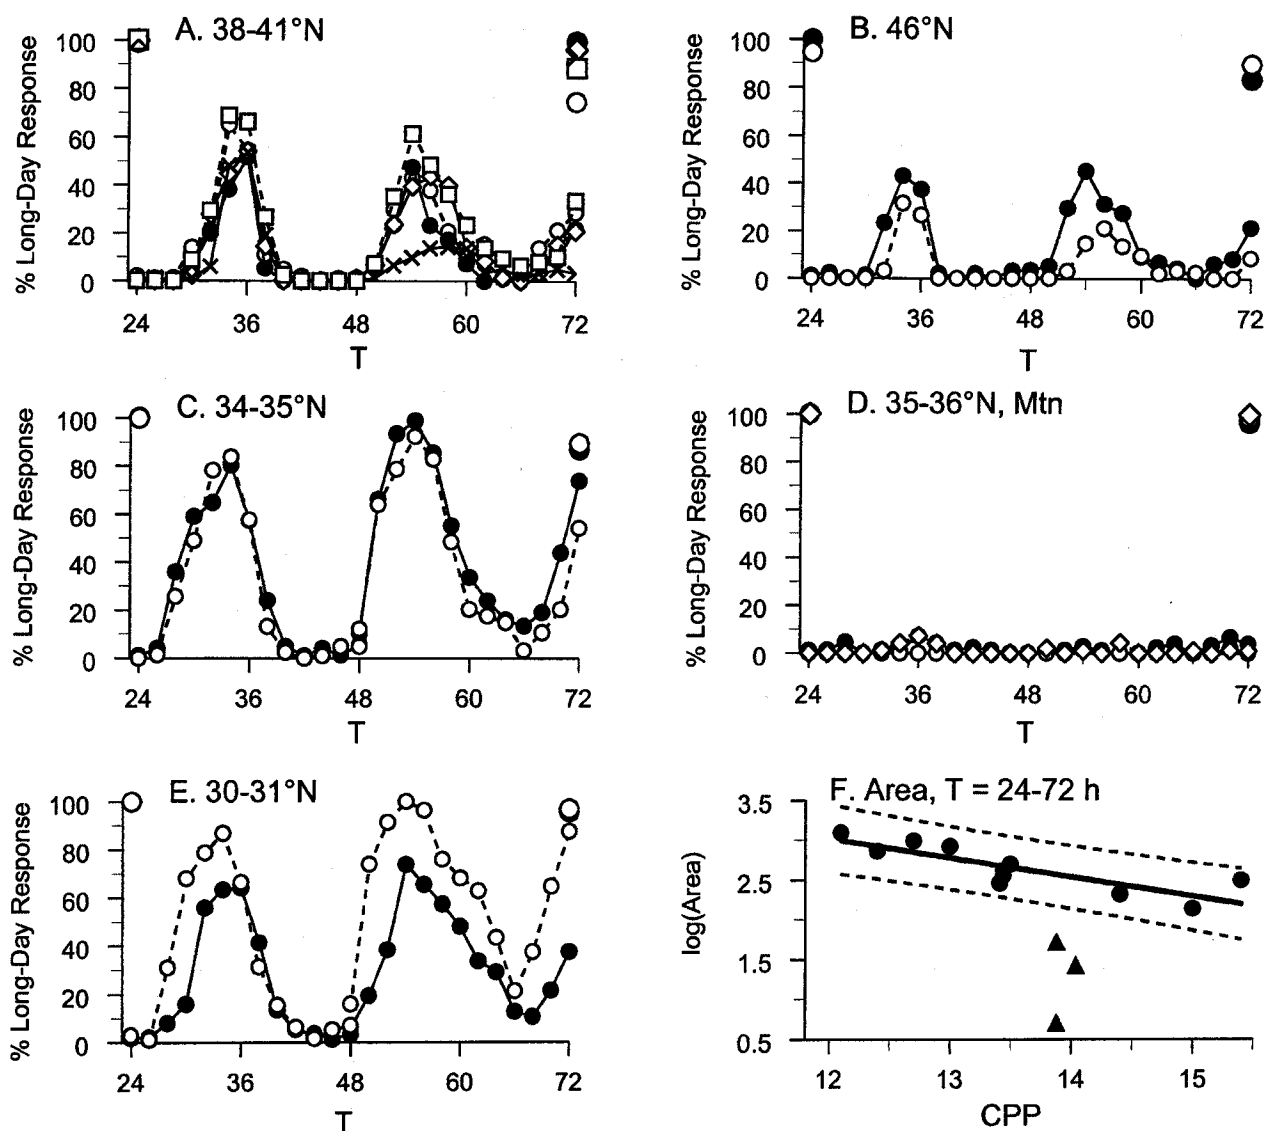 A. 38-41°N
% Long-Day Response
100
80
60
40
20
0
24 36 48 60 72
T
B. 46°N
% Long-Day Response
100
80
60
40
20
0
24 36 48 60 72
T
C. 34-35°N
% Long-Day Response
100
80
60
40
20
0
24 36 48 60 72
T
D. 35-36°N, Mtn
% Long-Day Response
100
80
60
40
20
0
24 36 48 60 72
T
E. 30-31°N
% Long-Day Response
100
80
60
40
20
0
24 36 48 60 72
T
F. Area, T = 24-72 h
log(Area)
3.5
2.5
1.5
0.5
12 13 14 15
CPP